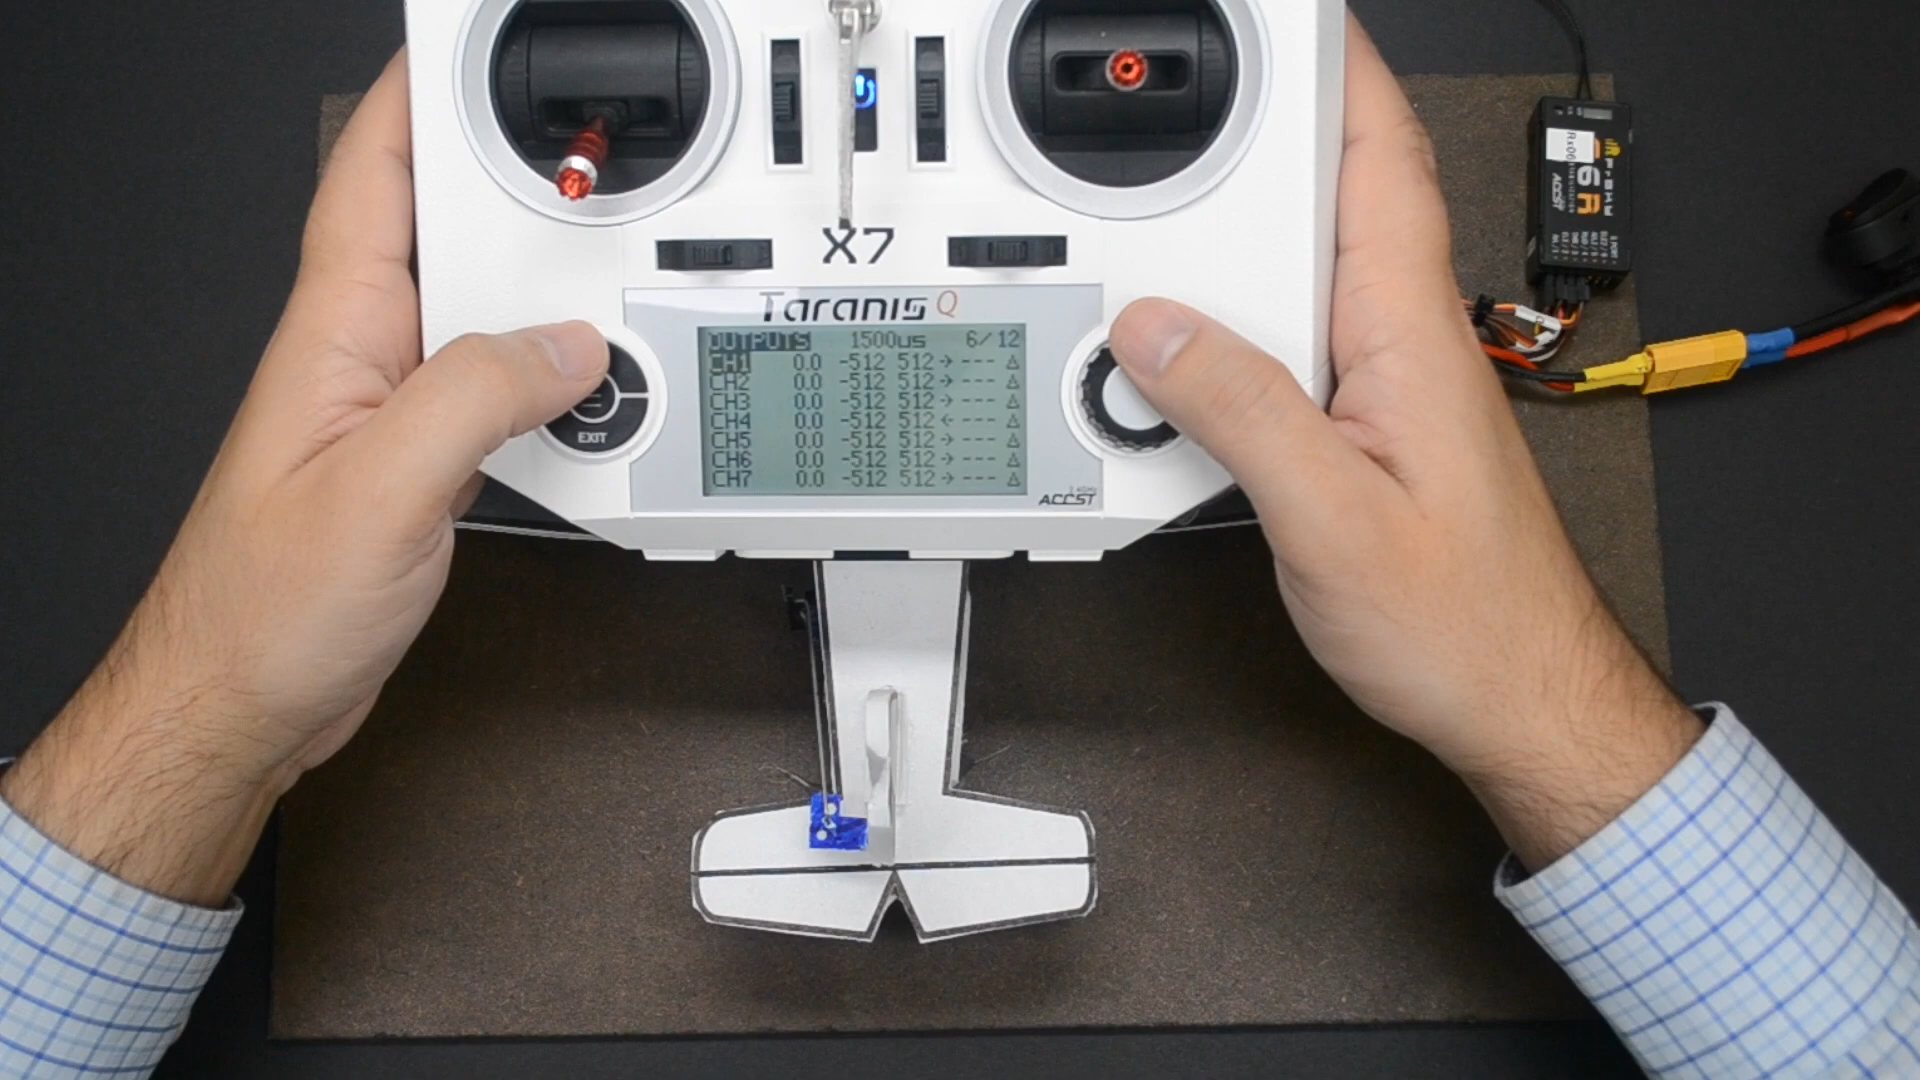 X7
Taranis Q
OUTPUTS 1500us 6/12
CH1 0.0 -512 512→ --- Δ
CH2 0.0 -512 512→ --- Δ
CH3 0.0 -512 512→ --- Δ
CH4 0.0 -512 512← --- Δ
CH5 0.0 -512 512→ --- Δ
CH6 0.0 -512 512→ --- Δ
CH7 0.0 -512 512→ --- Δ
EXIT
ACCST
FrSKY
ACCST